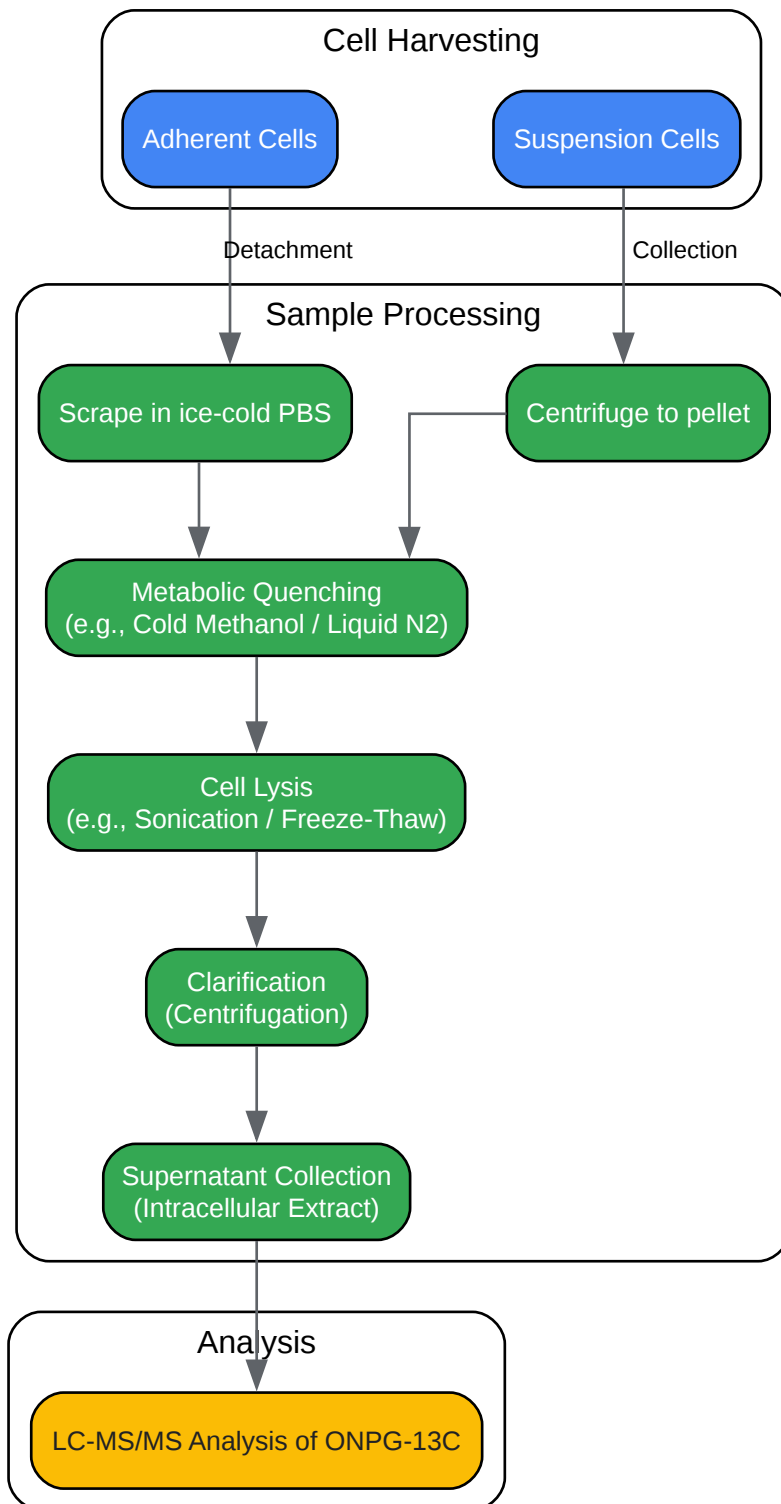 Cell Harvesting
Adherent Cells
Suspension Cells
Detachment
Collection
Sample Processing
Scrape in ice-cold PBS
Centrifuge to pellet
Metabolic Quenching
(e.g., Cold Methanol / Liquid N2)
Cell Lysis
(e.g., Sonication / Freeze-Thaw)
Clarification
(Centrifugation)
Supernatant Collection
(Intracellular Extract)
Analysis
LC-MS/MS Analysis of ONPG-13C